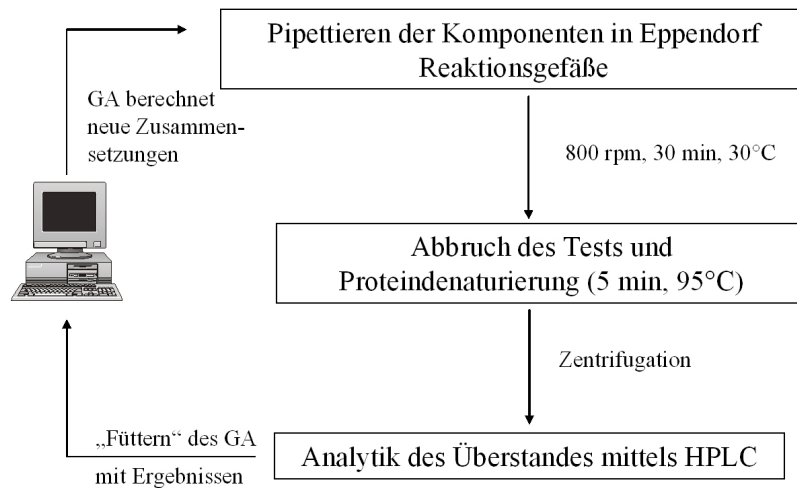 Pipettieren der Komponenten in Eppendorf
Reaktionsgefäße
GA berechnet
neue Zusammen-
setzungen
800 rpm, 30 min, 30°C
Abbruch des Tests und
Proteindenaturierung (5 min, 95°C)
Zentrifugation
Analytik des Überstandes mittels HPLC
„Füttern“ des GA
mit Ergebnissen